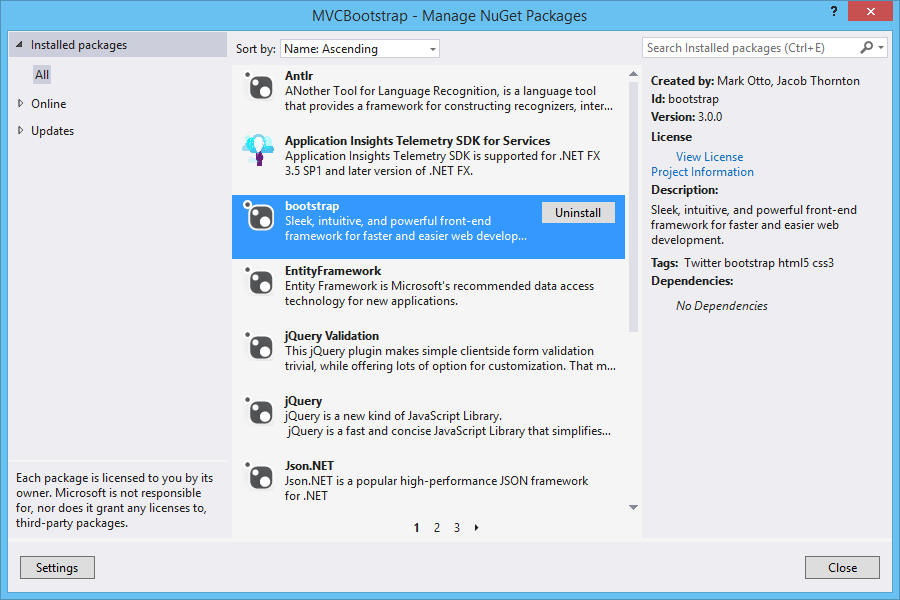 MVCBootstrap - Manage NuGet Packages
?
Installed packages
All
Online
Updates
Each package is licensed to you by its
owner. Microsoft is not responsible
for, nor does it grant any licenses to,
third-party packages.
Sort by: Name: Ascending
Antlr
ANother Tool for Language Recognition, is a language tool
that provides a framework for constructing recognizers, inter...
Application Insights Telemetry SDK for Services
Application Insights Telemetry SDK is supported for .NET FX
3.5 SP1 and later version of .NET FX.
bootstrap
Sleek, intuitive, and powerful front-end
framework for faster and easier web develop...
Uninstall
EntityFramework
Entity Framework is Microsoft's recommended data access
technology for new applications.
jQuery Validation
This jQuery plugin makes simple clientside form validation
trivial, while offering lots of option for customization. That m...
jQuery
jQuery is a new kind of JavaScript Library.
jQuery is a fast and concise JavaScript Library that simplifies...
Json.NET
Json.NET is a popular high-performance JSON framework
for .NET
1 2 3
Search Installed packages (Ctrl+E)
Created by: Mark Otto, Jacob Thornton
Id: bootstrap
Version: 3.0.0
License
View License
Project Information
Description:
Sleek, intuitive, and powerful front-end
framework for faster and easier web
development.
Tags: Twitter bootstrap html5 css3
Dependencies:
No Dependencies
Settings
Close